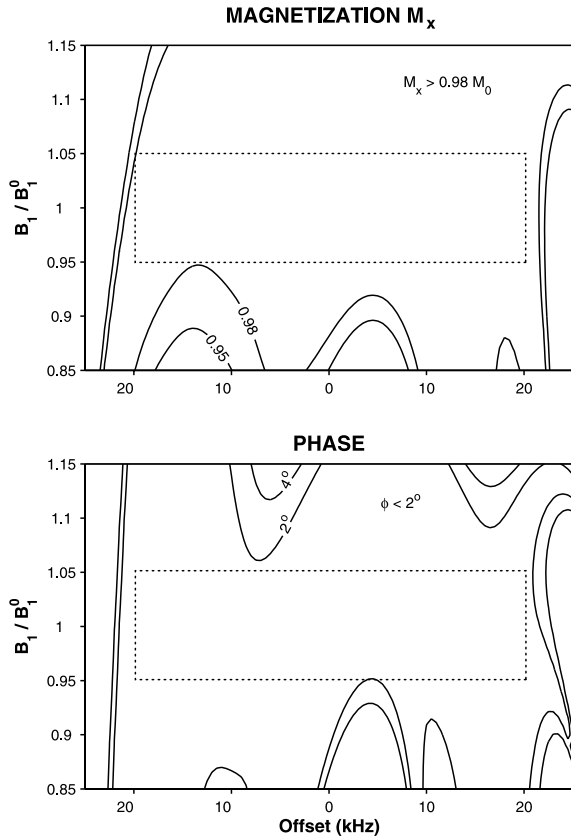 MAGNETIZATION Mx
1.15
1.1
1.05
1
0.95
0.9
0.85
B1 / B1^0
Mx > 0.98 M0
0.98
0.95
20 10 0 10 20
PHASE
1.15
1.1
1.05
1
0.95
0.9
0.85
B1 / B1^0
4°
2°
ϕ < 2°
20 10 0 10 20
Offset (kHz)